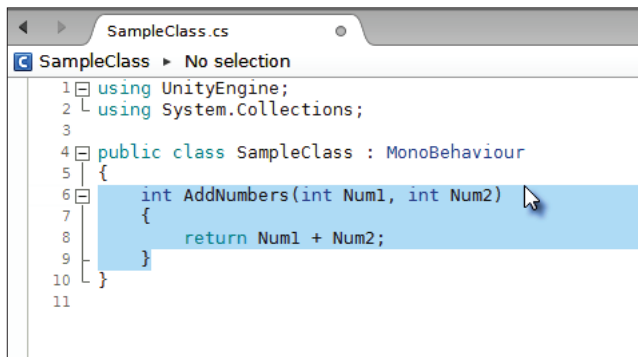 SampleClass.cs
C SampleClass ▸ No selection
1 using UnityEngine;
2 using System.Collections;
3
4 public class SampleClass : MonoBehaviour
5 {
6 int AddNumbers(int Num1, int Num2)
7 {
8 return Num1 + Num2;
9 }
10 }
11